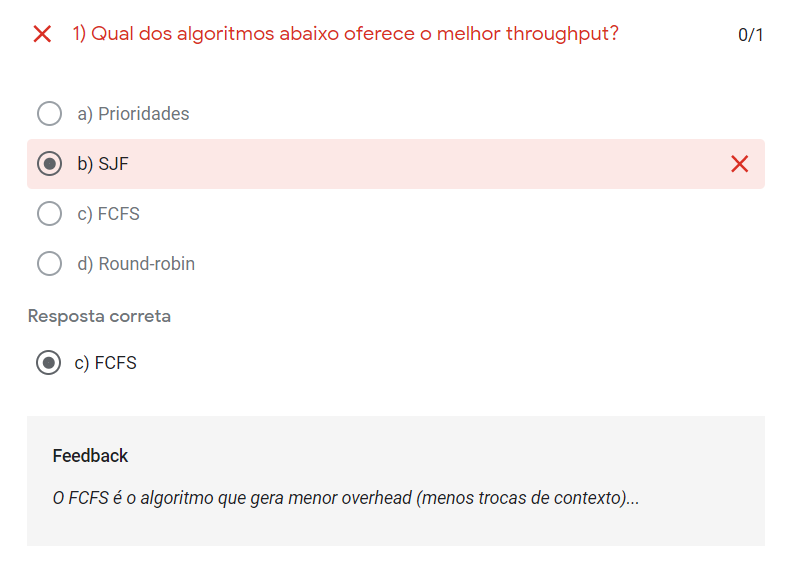 1) Qual dos algoritmos abaixo oferece o melhor throughput?
0/1
a) Prioridades
b) SJF
c) FCFS
d) Round-robin
Resposta correta
c) FCFS
Feedback
O FCFS é o algoritmo que gera menor overhead (menos trocas de contexto)...